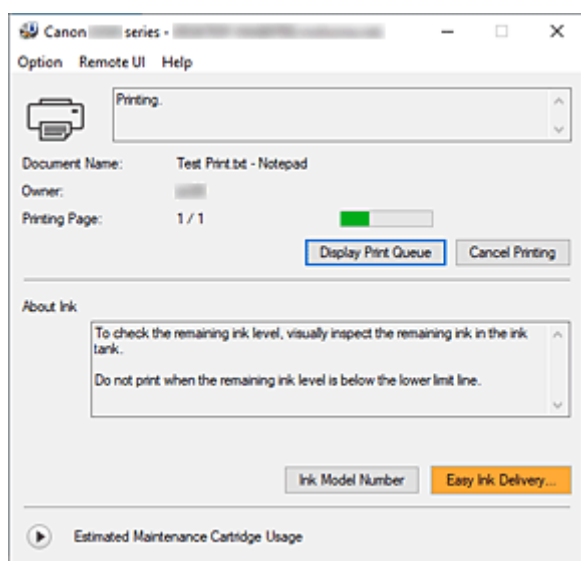 Canon series -
Option Remote UI Help
Printing.
Document Name: Test Print.txt - Notepad
Owner:
Printing Page: 1 / 1
Display Print Queue Cancel Printing
About Ink
To check the remaining ink level, visually inspect the remaining ink in the ink
tank.
Do not print when the remaining ink level is below the lower limit line.
Ink Model Number Easy Ink Delivery...
Estimated Maintenance Cartridge Usage